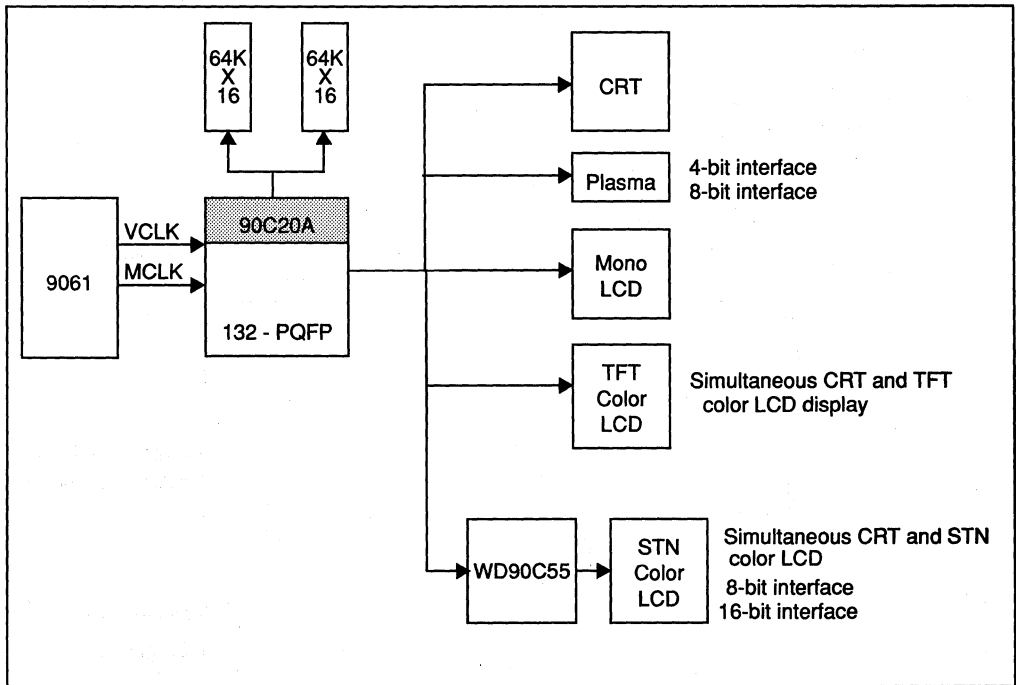 64K
X
16
64K
X
16
CRT
Plasma
4-bit interface
8-bit interface
90C20A
VCLK
MCLK
9061
132 - PQFP
Mono
LCD
TFT
Color
LCD
Simultaneous CRT and TFT
color LCD display
WD90C55
STN
Color
LCD
Simultaneous CRT and STN
color LCD
8-bit interface
16-bit interface